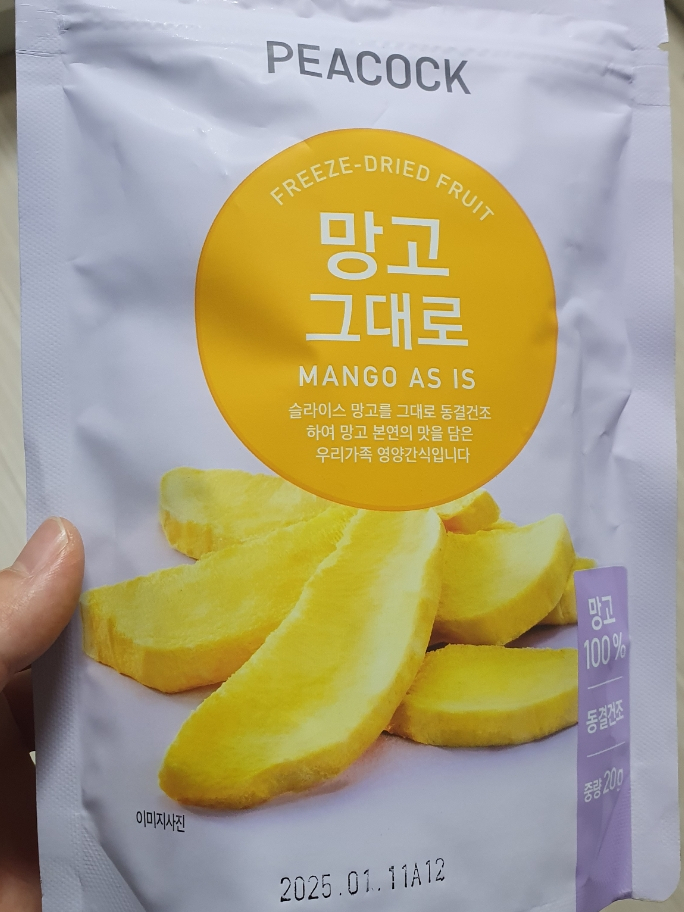 PEACOCK
FREEZE-DRIED FRUIT
망고
그대로
MANGO AS IS
슬라이스 망고를 그대로 동결건조
하여 망고 본연의 맛을 담은
우리가족 영양간식입니다
망고
100 %
동결건조
중량 20g
이미지사진
2025.01.11A12